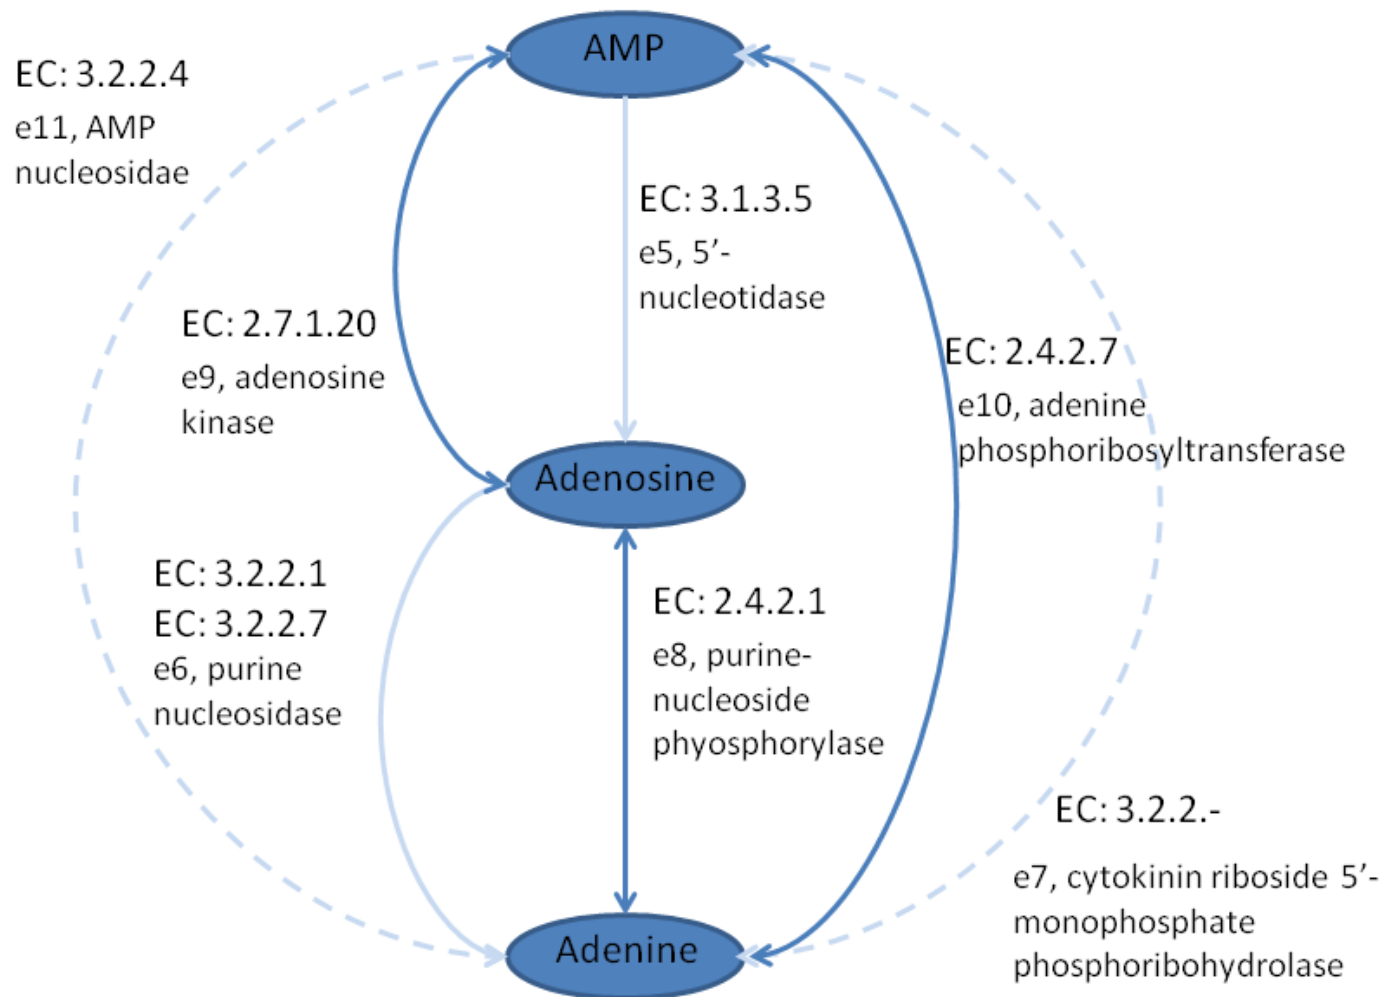 AMP
EC: 3.2.2.4
e11, AMP
nucleosidae
EC: 3.1.3.5
e5, 5’-
nucleotidase
EC: 2.7.1.20
e9, adenosine
kinase
EC: 2.4.2.7
e10, adenine
phosphoribosyltransferase
Adenosine
EC: 3.2.2.1
EC: 3.2.2.7
e6, purine
nucleosidase
EC: 2.4.2.1
e8, purine-
nucleoside
phyosphorylase
EC: 3.2.2.-
e7, cytokinin riboside 5’-
monophosphate
phosphoribohydrolase
Adenine